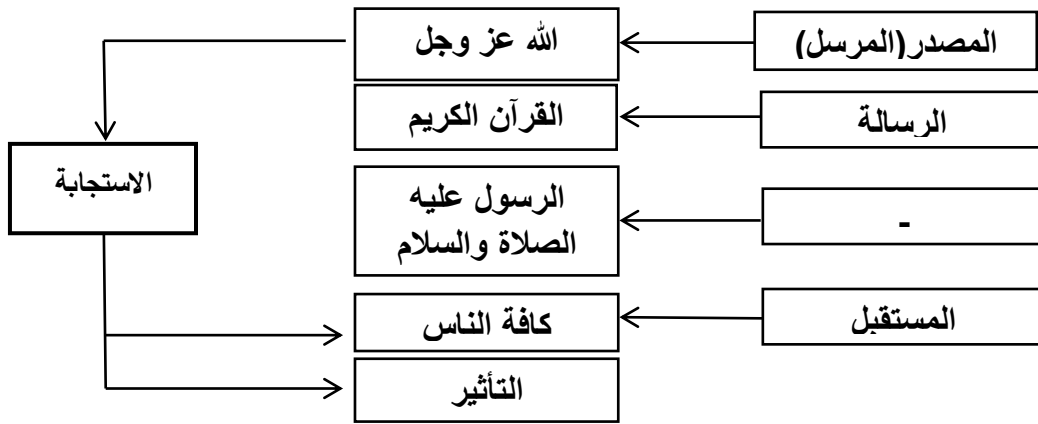 المصدر(المرسل)
الله عز وجل
الرسالة
القرآن الكريم
الاستجابة
-
الرسول عليه
الصلاة والسلام
المستقبل
كافة الناس
التأثير